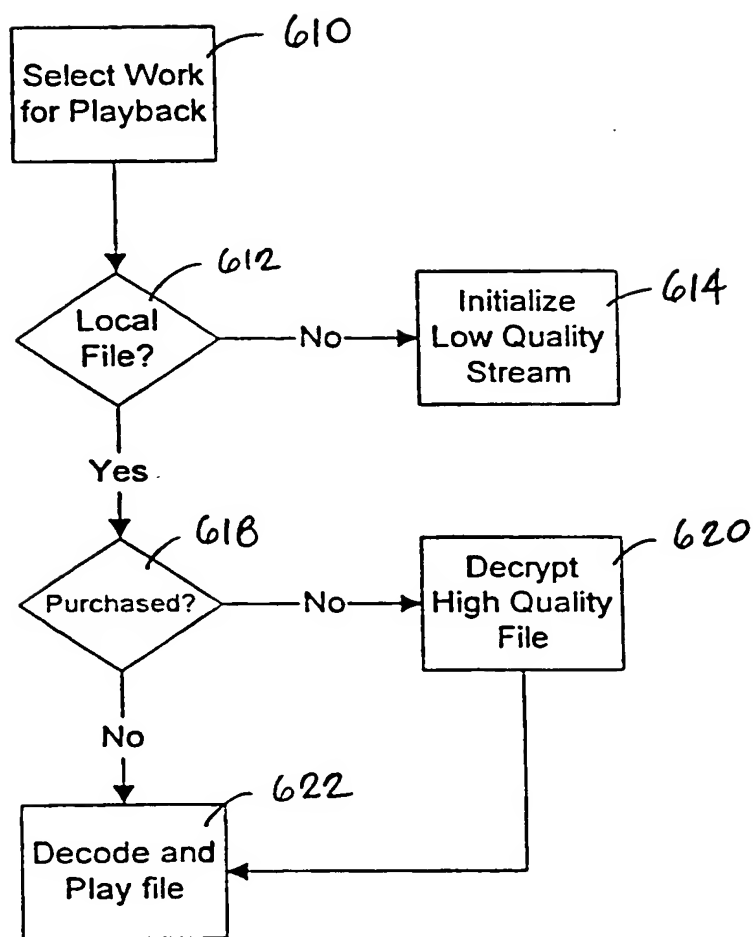 610
Select Work
for Playback
612
Local
File?
No
614
Initialize
Low Quality
Stream
Yes
618
Purchased?
No
620
Decrypt
High Quality
File
No
622
Decode and
Play file